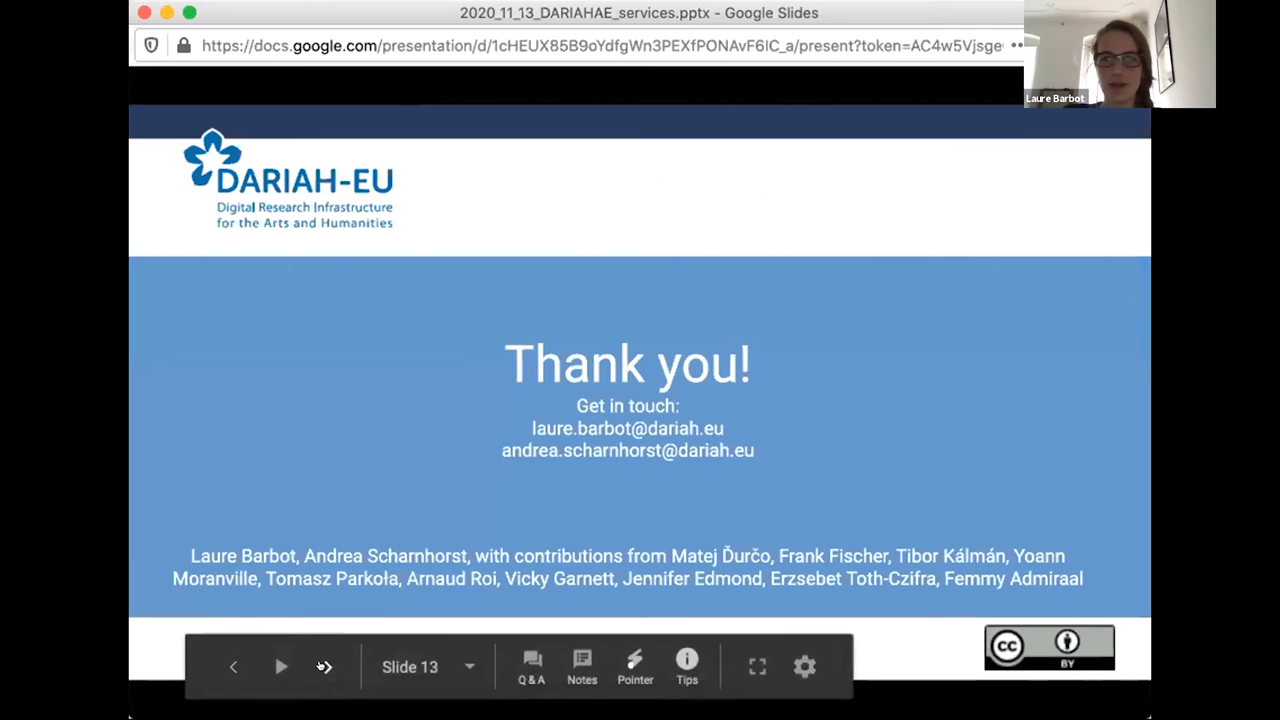 2020_11_13_DARIAHAE_services.pptx - Google Slides
https://docs.google.com/presentation/d/1cHEUX85B9oYdfgWn3PEXfPONAvF6IC_a/present?token=AC4w5Vjsge
Laure Barbot
DARIAH-EU
Digital Research Infrastructure
for the Arts and Humanities
Thank you!
Get in touch:
laure.barbot@dariah.eu
andrea.scharnhorst@dariah.eu
Laure Barbot, Andrea Scharnhorst, with contributions from Matej Ďurčo, Frank Fischer, Tibor Kálmán, Yoann
Moranville, Tomasz Parkoła, Arnaud Roi, Vicky Garnett, Jennifer Edmond, Erzsebet Toth-Czifra, Femmy Admiraal
Slide 13
Q & A
Notes
Pointer
Tips
cc
BY